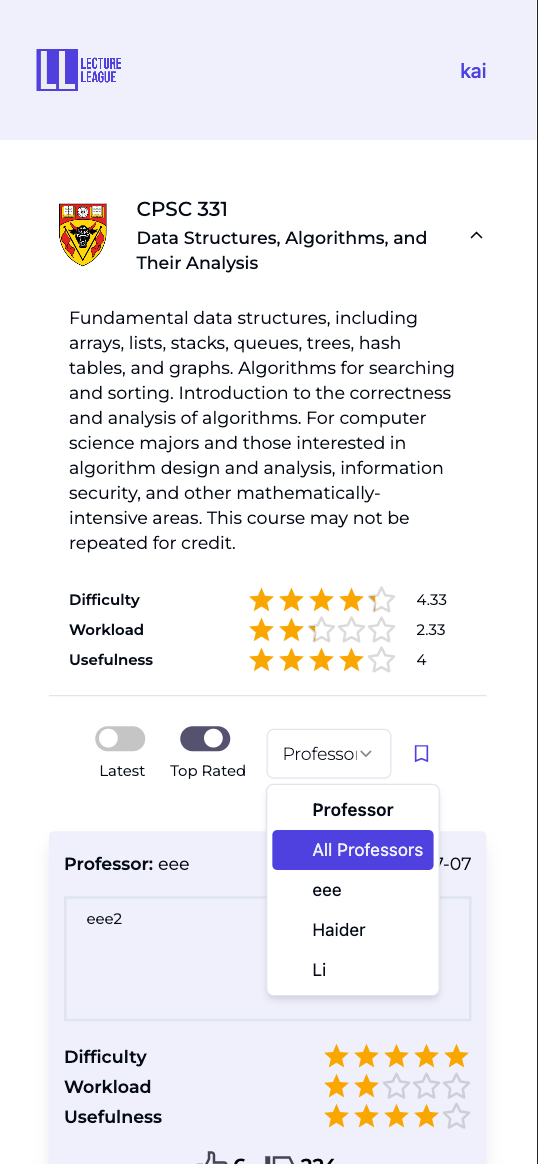 LECTURE
LEAGUE
kai
CPSC 331
Data Structures, Algorithms, and
Their Analysis
Fundamental data structures, including
arrays, lists, stacks, queues, trees, hash
tables, and graphs. Algorithms for searching
and sorting. Introduction to the correctness
and analysis of algorithms. For computer
science majors and those interested in
algorithm design and analysis, information
security, and other mathematically-
intensive areas. This course may not be
repeated for credit.
Difficulty 4.33
Workload 2.33
Usefulness 4
Latest Top Rated Professor
Professor
All Professors
eee
Haider
Li
Professor: eee 7-07
eee2
Difficulty
Workload
Usefulness